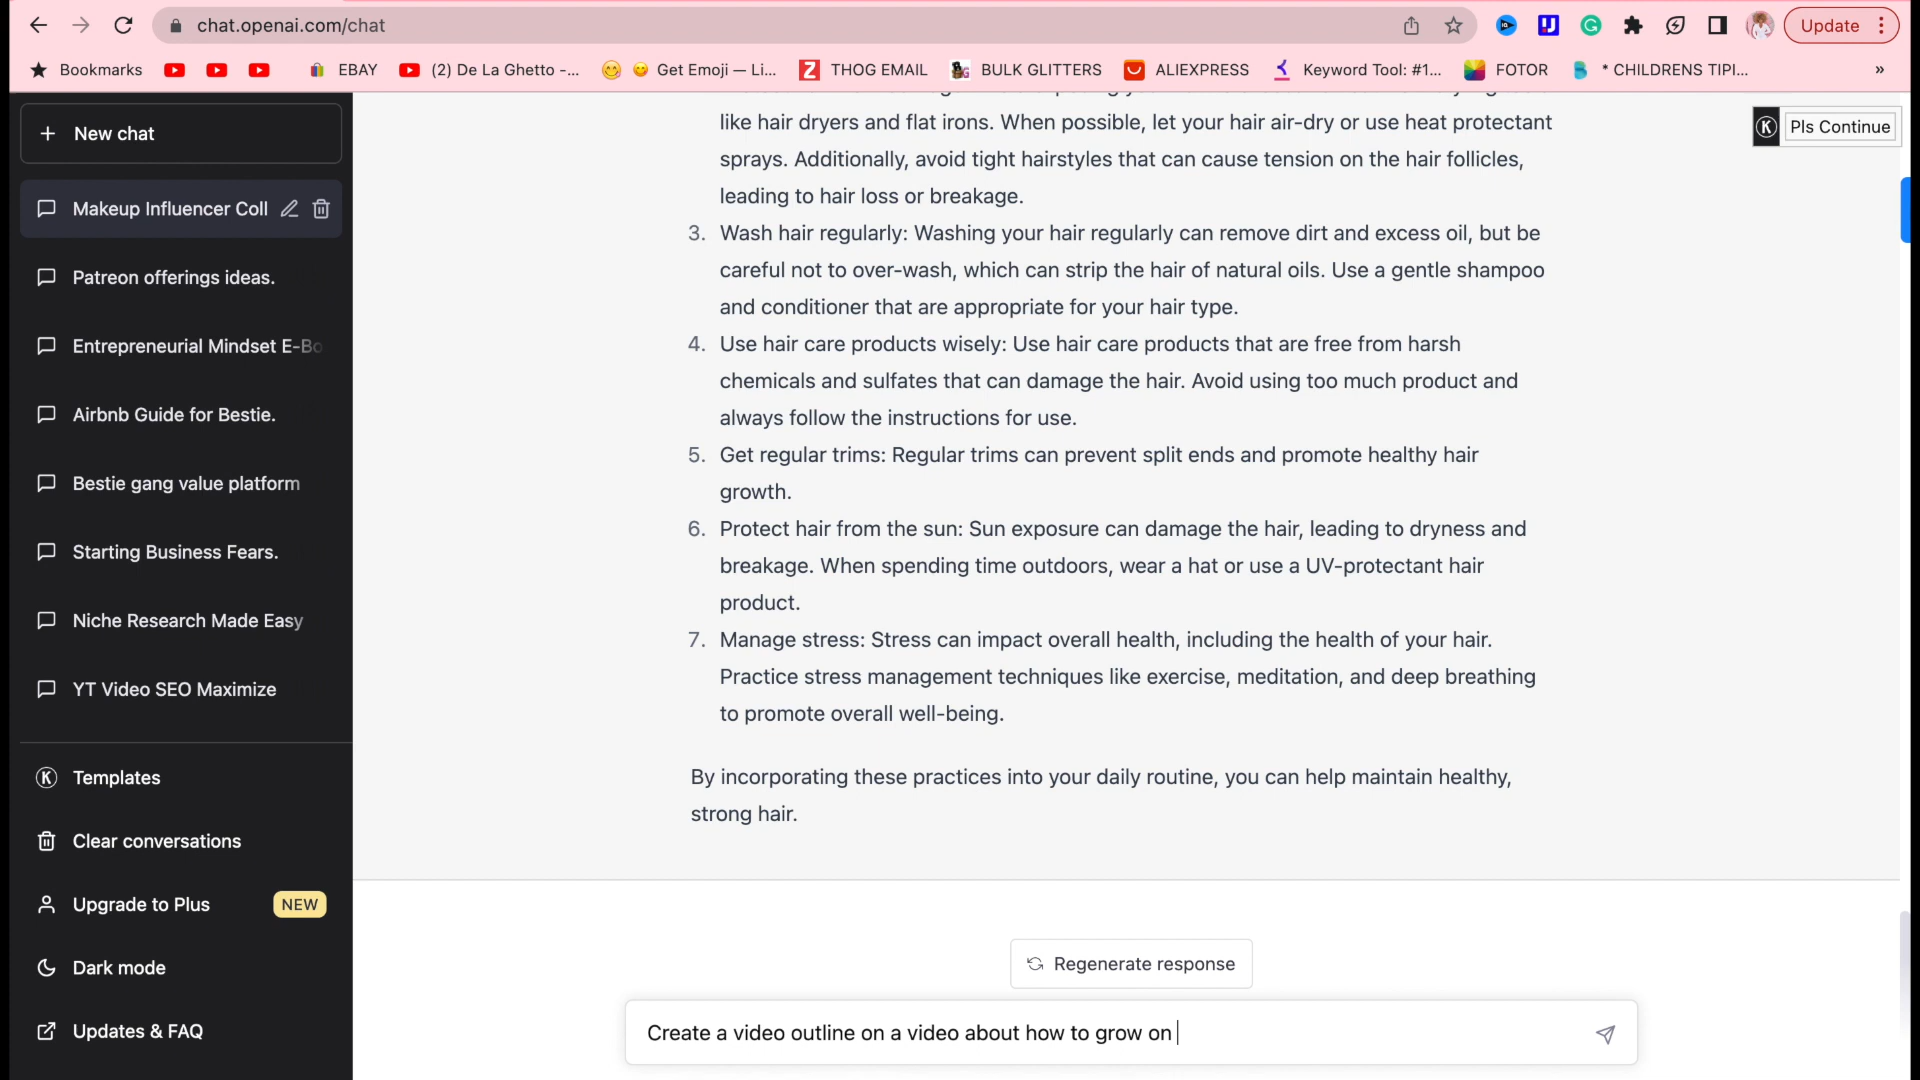 chat.openai.com/chat
Update
Bookmarks
EBAY
(2) De La Ghetto -...
Get Emoji — Li...
THOG EMAIL
BULK GLITTERS
ALIEXPRESS
Keyword Tool: #1...
FOTOR
* CHILDRENS TIPI...
»
New chat
Makeup Influencer Coll
Patreon offerings ideas.
Entrepreneurial Mindset E-Bo
Airbnb Guide for Bestie.
Bestie gang value platform
Starting Business Fears.
Niche Research Made Easy
YT Video SEO Maximize
Templates
Clear conversations
Upgrade to Plus
NEW
Dark mode
Updates & FAQ
Pls Continue
like hair dryers and flat irons. When possible, let your hair air-dry or use heat protectant
sprays. Additionally, avoid tight hairstyles that can cause tension on the hair follicles,
leading to hair loss or breakage.
3. Wash hair regularly: Washing your hair regularly can remove dirt and excess oil, but be
careful not to over-wash, which can strip the hair of natural oils. Use a gentle shampoo
and conditioner that are appropriate for your hair type.
4. Use hair care products wisely: Use hair care products that are free from harsh
chemicals and sulfates that can damage the hair. Avoid using too much product and
always follow the instructions for use.
5. Get regular trims: Regular trims can prevent split ends and promote healthy hair
growth.
6. Protect hair from the sun: Sun exposure can damage the hair, leading to dryness and
breakage. When spending time outdoors, wear a hat or use a UV-protectant hair
product.
7. Manage stress: Stress can impact overall health, including the health of your hair.
Practice stress management techniques like exercise, meditation, and deep breathing
to promote overall well-being.
By incorporating these practices into your daily routine, you can help maintain healthy,
strong hair.
Regenerate response
Create a video outline on a video about how to grow on